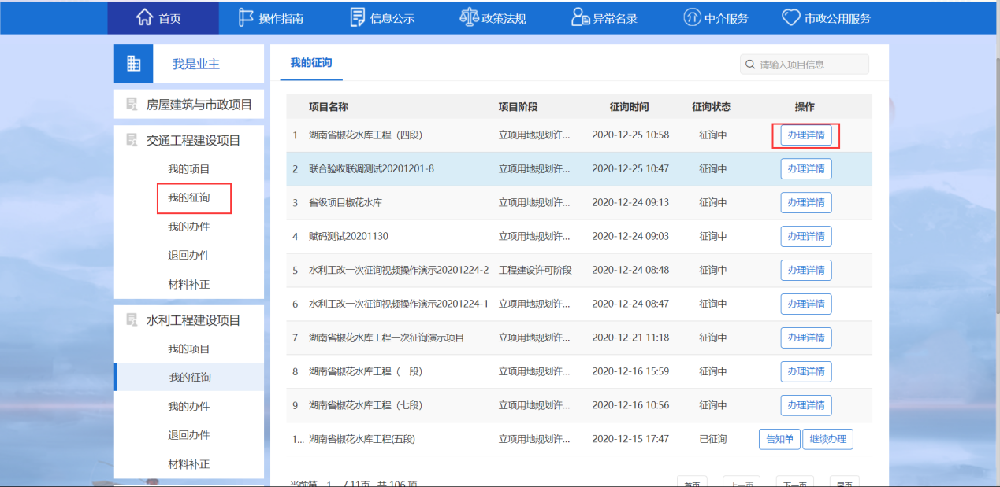 首页 操作指南 信息公示 政策法规 异常名录 中介服务 市政公用服务
我是业主
房屋建筑与市政项目
交通工程建设项目
我的项目
我的征询
我的办件
退回办件
材料补正
水利工程建设项目
我的项目
我的征询
我的办件
退回办件
材料补正
我的征询 请输入项目信息
项目名称 项目阶段 征询时间 征询状态 操作
1 湖南省椒花水库工程（四段） 立项用地规划许... 2020-12-25 10:58 征询中 办理详情
2 联合验收联调测试20201201-8 立项用地规划许... 2020-12-25 10:47 征询中 办理详情
3 省级项目椒花水库 立项用地规划许... 2020-12-24 09:13 征询中 办理详情
4 赋码测试20201130 立项用地规划许... 2020-12-24 09:03 征询中 办理详情
5 水利工改一次征询视频操作演示20201224-2 工程建设许可阶段 2020-12-24 08:48 征询中 办理详情
6 水利工改一次征询视频操作演示20201224-1 立项用地规划许... 2020-12-24 08:47 征询中 办理详情
7 湖南省椒花水库工程一次征询演示项目 立项用地规划许... 2020-12-21 11:18 征询中 办理详情
8 湖南省椒花水库工程（一段） 立项用地规划许... 2020-12-16 15:59 征询中 办理详情
9 湖南省椒花水库工程（七段） 立项用地规划许... 2020-12-16 10:56 征询中 办理详情
1... 湖南省椒花水库工程(五段) 立项用地规划许... 2020-12-15 17:47 已征询 告知单 继续办理
当前第 1 / 11页 共 106 项 首页 上一页 下一页 尾页